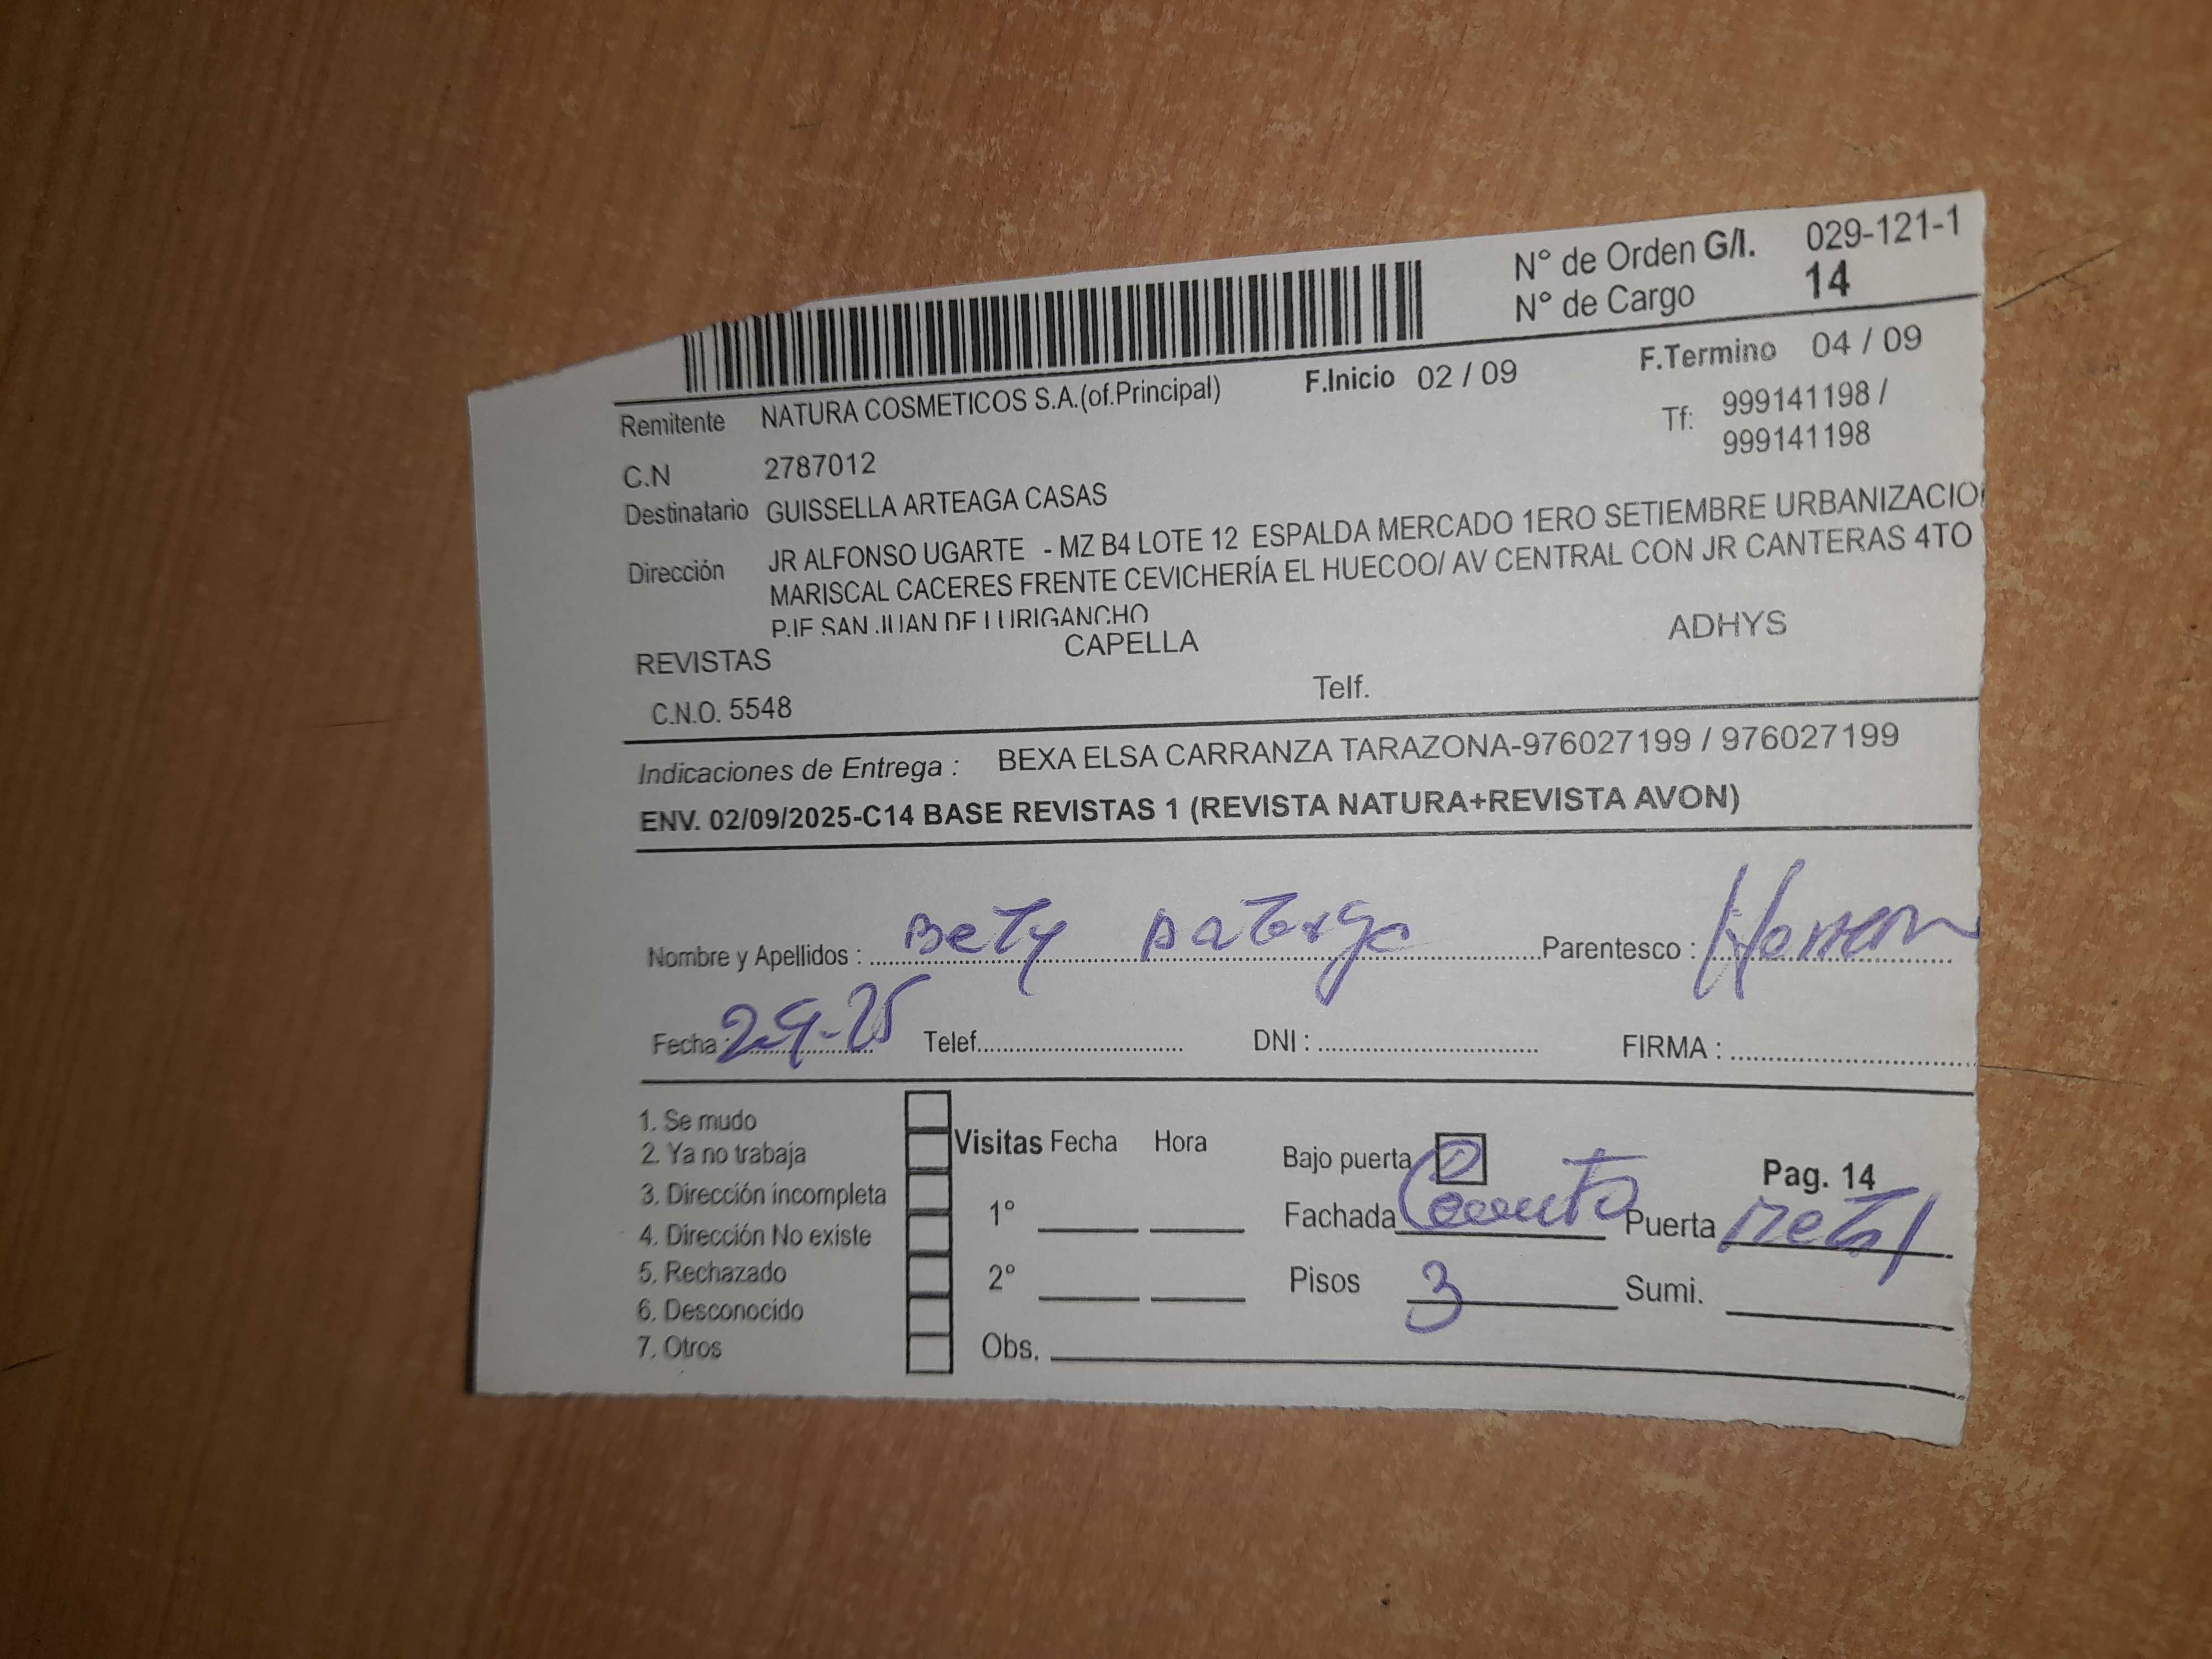 N° de Orden G/I. 029-121-1
N° de Cargo 14
Remitente NATURA COSMETICOS S.A.(of.Principal) F.Inicio 02 / 09 F.Termino 04 / 09
C.N 2787012 Tf: 999141198 /
999141198
Destinatario GUISSELLA ARTEAGA CASAS
Dirección JR ALFONSO UGARTE - MZ B4 LOTE 12 ESPALDA MERCADO 1ERO SETIEMBRE URBANIZACIO
MARISCAL CACERES FRENTE CEVICHERÍA EL HUECOO/ AV CENTRAL CON JR CANTERAS 4TO
PJE SAN JUAN DE LURIGANCHO
REVISTAS CAPELLA ADHYS
C.N.O. 5548 Telf.
Indicaciones de Entrega : BEXA ELSA CARRANZA TARAZONA-976027199 / 976027199
ENV. 02/09/2025-C14 BASE REVISTAS 1 (REVISTA NATURA+REVISTA AVON)
Nombre y Apellidos : Bety Parentesco :
Fecha : 2-9-25 Telef. DNI : FIRMA :
1. Se mudo
2. Ya no trabaja Visitas Fecha Hora Bajo puerta Pag. 14
3. Dirección incompleta 1° Fachada Puerta metal
4. Dirección No existe
5. Rechazado 2° Pisos 3 Sumi.
6. Desconocido
7. Otros Obs.